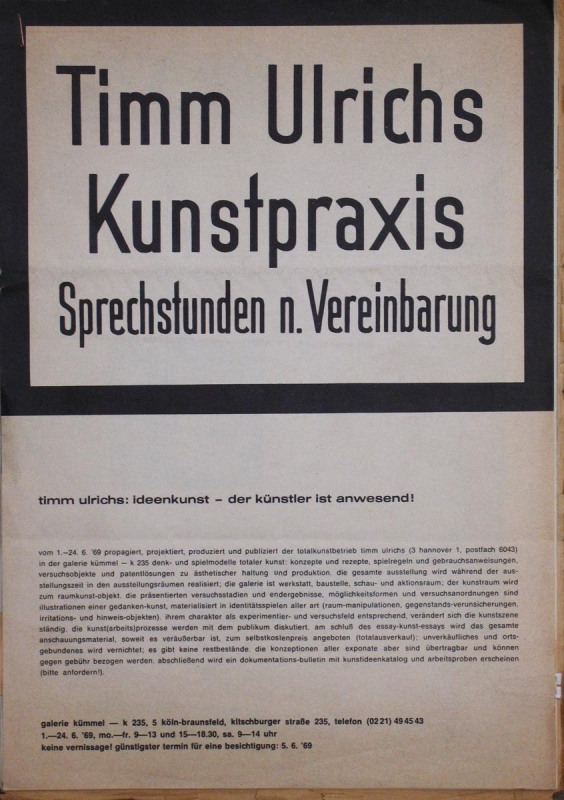 Timm Ulrichs
Kunstpraxis
Sprechstunden n. Vereinbarung
timm ulrichs: ideenkunst – der künstler ist anwesend!
vom 1.—24. 6. '69 propagiert, projektiert, produziert und publiziert der totalkunstbetrieb timm ulrichs (3 hannover 1, postfach 6043)
in der galerie kümmel — k 235 denk- und spielmodelle totaler kunst: konzepte und rezepte, spielregeln und gebrauchsanweisungen,
versuchsobjekte und patentlösungen zu ästhetischer haltung und produktion. die gesamte ausstellung wird während der aus-
stellungszeit in den ausstellungsräumen realisiert; die galerie ist werkstatt, baustelle, schau- und aktionsraum; der kunstraum wird
zum raumkunst-objekt. die präsentierten versuchsstadien und endergebnisse, möglichkeitsformen und versuchsanordnungen sind
illustrationen einer gedanken-kunst, materialisiert in identitätsspielen aller art (raum-manipulationen, gegenstands-verunsicherungen,
irritations- und hinweis-objekten). ihrem charakter als experimentier- und versuchsfeld entsprechend, verändert sich die kunstszene
ständig. die kunst(arbeits)prozesse werden mit dem publikum diskutiert. am schluß des essay-kunst-essays wird das gesamte
anschauungsmaterial, soweit es veräußerbar ist, zum selbstkostenpreis angeboten (totalausverkauf); unverkäufliches und orts-
gebundenes wird vernichtet; es gibt keine restbestände. die konzeptionen aller exponate aber sind übertragbar und können
gegen gebühr bezogen werden. abschließend wird ein dokumentations-bulletin mit kunstideenkatalog und arbeitsproben erscheinen
(bitte anfordern!).
galerie kümmel — k 235, 5 köln-braunsfeld, kitschburger straße 235, telefon (02 21) 49 45 43
1.—24. 6. '69, mo.—fr. 9—13 und 15—18.30, sa. 9—14 uhr
keine vernissage! günstigster termin für eine besichtigung: 5. 6. '69